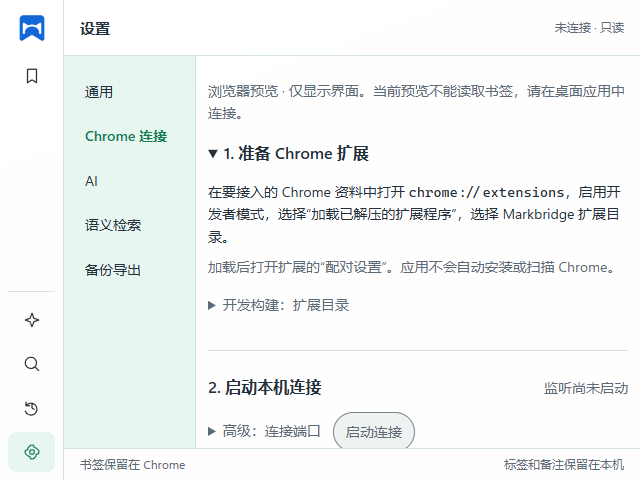 设置
未连接 · 只读
通用
Chrome 连接
AI
语义检索
备份导出
浏览器预览 · 仅显示界面。当前预览不能读取书签，请在桌面应用中
连接。
▼ 1. 准备 Chrome 扩展
在要接入的 Chrome 资料中打开 chrome://extensions，启用开
发者模式，选择“加载已解压的扩展程序”，选择 Markbridge 扩展目
录。
加载后打开扩展的“配对设置”。应用不会自动安装或扫描 Chrome。
▶ 开发构建：扩展目录
2. 启动本机连接
监听尚未启动
▶ 高级：连接端口
启动连接
书签保留在 Chrome
标签和备注保留在本机